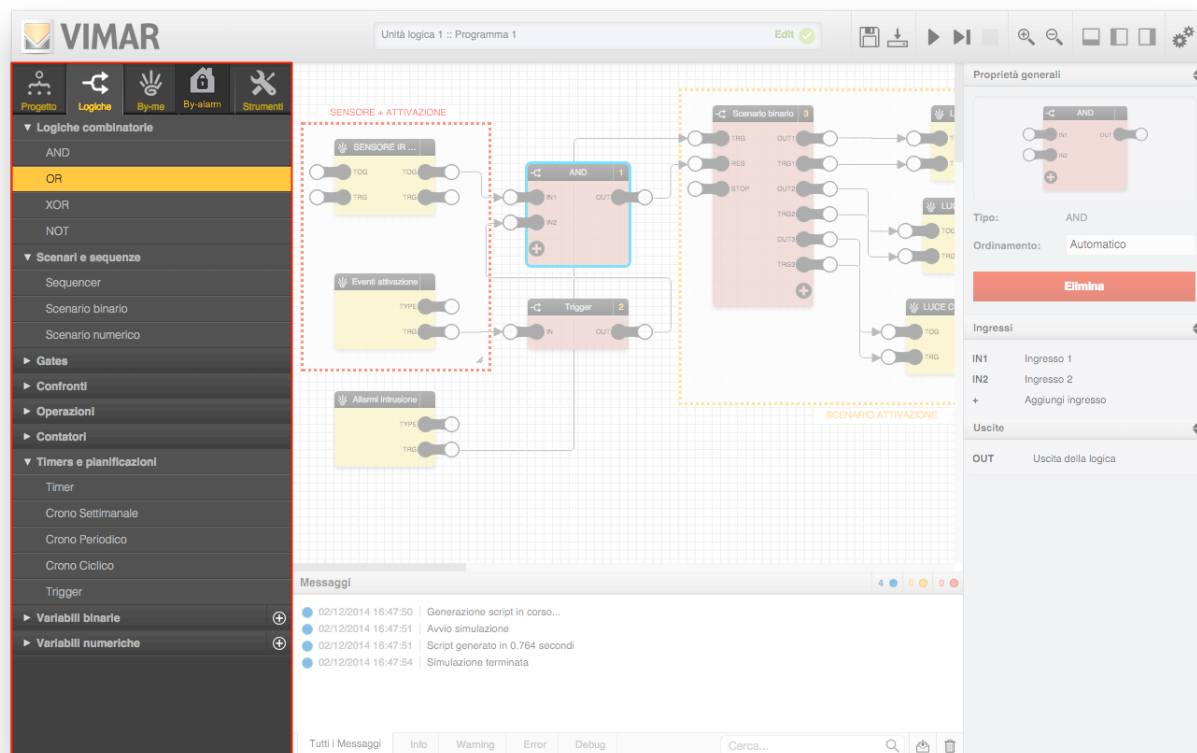 VIMAR
Unità logica 1 :: Programma 1
Edit
Progetto
Logiche
By-me
By-alarm
Strumenti
Logiche combinatorie
AND
OR
XOR
NOT
Scenari e sequenze
Sequencer
Scenario binario
Scenario numerico
Gates
Confronti
Operazioni
Contatori
Timers e pianificazioni
Timer
Crono Settimanale
Crono Periodico
Crono Ciclico
Trigger
Variabili binarie
Variabili numeriche
SENSORE + ATTIVAZIONE
SENSORE IR ...
TOG TOG
TRG TRG
Eventi attivazione
TYPE
TRG
Allarmi intrusione
TYPE
TRG
AND 1
IN1 OUT
IN2
Trigger 2
IN OUT
Scenario binario 3
TRG OUT1
RES TRG1
STOP OUT2
TRG2
OUT3
TRG3
L
TOG
TRG
LUCE C
TOG
TRG
SCENARIO ATTIVAZIONE
Messaggi
4 0 0
02/12/2014 16:47:50 Generazione script in corso...
02/12/2014 16:47:51 Avvio simulazione
02/12/2014 16:47:51 Script generato in 0.764 secondi
02/12/2014 16:47:54 Simulazione terminata
Tutti i Messaggi Info Warning Error Debug
Cerca...
Proprietà generali
AND
IN1 OUT
IN2
Tipo: AND
Ordinamento: Automatico
Elimina
Ingressi
IN1 Ingresso 1
IN2 Ingresso 2
+ Aggiungi ingresso
Uscite
OUT Uscita della logica